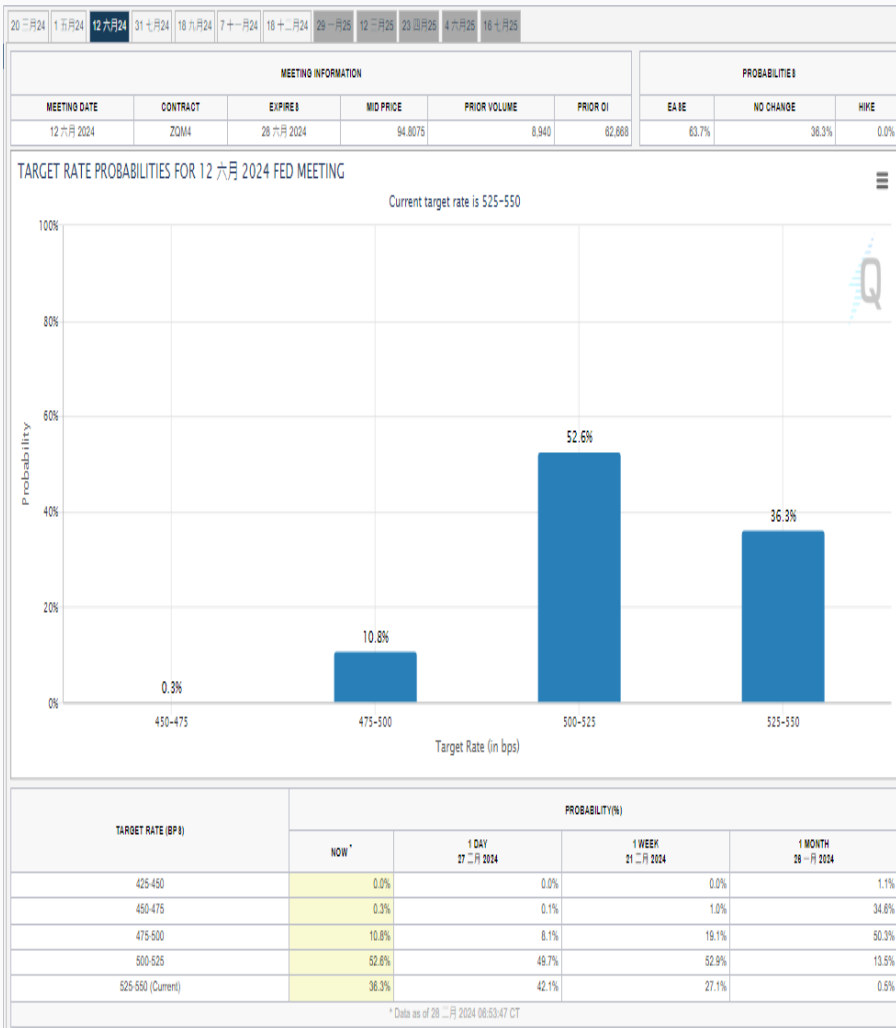 20 三月24 1 五月24 12 六月24 31 七月24 18 九月24 7 十一月24 18 十二月24 29 一月25 12 三月25 23 四月25 4 六月25 16 七月25
MEETING INFORMATION PROBABILITIES
MEETING DATE CONTRACT EXPIRES MID PRICE PRIOR VOLUME PRIOR OI EASE NO CHANGE HIKE
12 六月 2024 ZQM4 28 六月 2024 94.8075 8,940 62,668 63.7% 36.3% 0.0%
TARGET RATE PROBABILITIES FOR 12 六月 2024 FED MEETING
Current target rate is 525-550
Q
100%
80%
60%
40%
20%
0%
Probability
0.3%
10.8%
52.6%
36.3%
450-475 475-500 500-525 525-550
Target Rate (in bps)
TARGET RATE (BPS) PROBABILITY(%)
NOW * 1 DAY 27 二月 2024 1 WEEK 21 二月 2024 1 MONTH 26 一月 2024
425-450 0.0% 0.0% 0.0% 1.1%
450-475 0.3% 0.1% 1.0% 34.6%
475-500 10.8% 8.1% 19.1% 50.3%
500-525 52.6% 49.7% 52.9% 13.5%
525-550 (Current) 36.3% 42.1% 27.1% 0.5%
* Data as of 28 二月 2024 06:53:47 CT